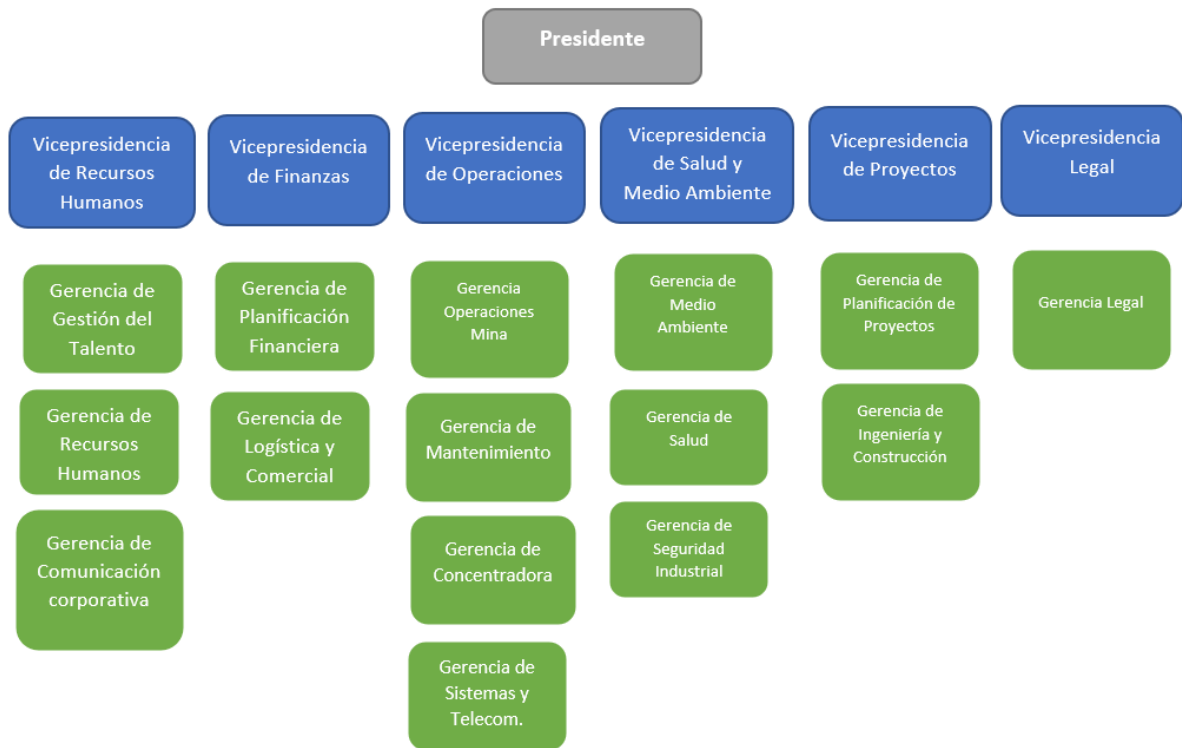 Presidente
Vicepresidencia
de Recursos
Humanos
Vicepresidencia
de Finanzas
Vicepresidencia
de Operaciones
Vicepresidencia
de Salud y
Medio Ambiente
Vicepresidencia
de Proyectos
Vicepresidencia
Legal
Gerencia de
Gestión del
Talento
Gerencia de
Planificación
Financiera
Gerencia
Operaciones
Mina
Gerencia de
Medio
Ambiente
Gerencia de
Planificación de
Proyectos
Gerencia Legal
Gerencia de
Recursos
Humanos
Gerencia de
Logística y
Comercial
Gerencia de
Mantenimiento
Gerencia de
Salud
Gerencia de
Ingeniería y
Construcción
Gerencia de
Comunicación
corporativa
Gerencia de
Concentradora
Gerencia de
Seguridad
Industrial
Gerencia de
Sistemas y
Telecom.